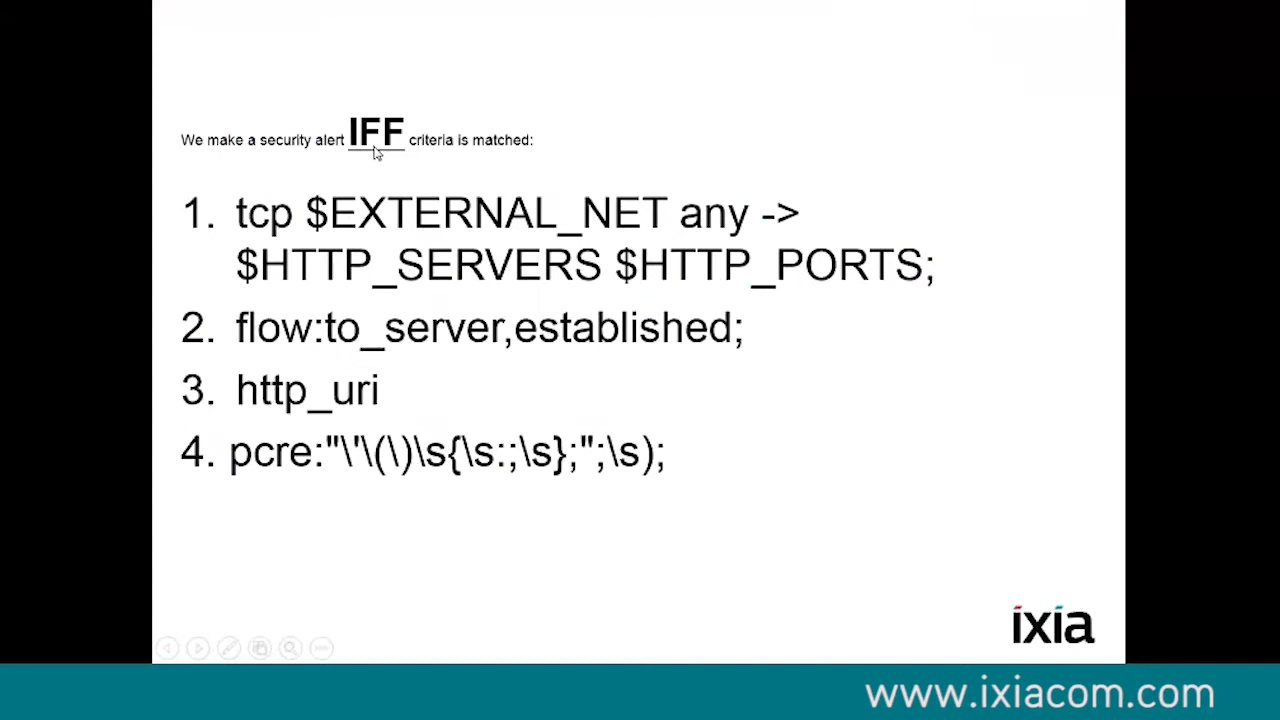 We make a security alert IFF criteria is matched:
1. tcp $EXTERNAL_NET any ->
$HTTP_SERVERS $HTTP_PORTS;
2. flow:to_server,established;
3. http_uri
4. pcre:"\'\(\)\s{\s:;\s};";\s);
ixia
www.ixiacom.com